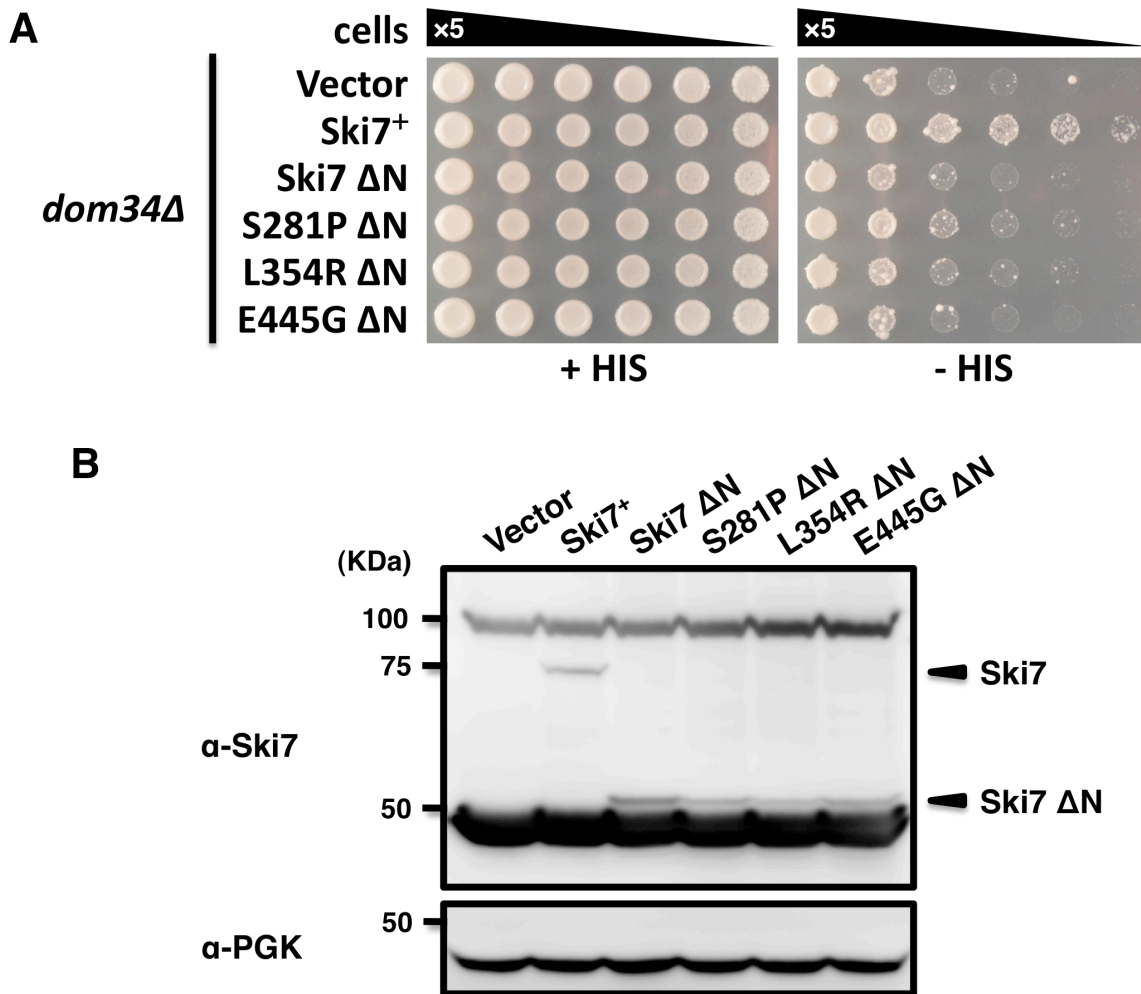 A
cells
×5
×5
dom34Δ
Vector
Ski7⁺
Ski7 ΔN
S281P ΔN
L354R ΔN
E445G ΔN
+ HIS
- HIS
B
Vector
Ski7⁺
Ski7 ΔN
S281P ΔN
L354R ΔN
E445G ΔN
(KDa)
100
75
50
α-Ski7
Ski7
Ski7 ΔN
50
α-PGK